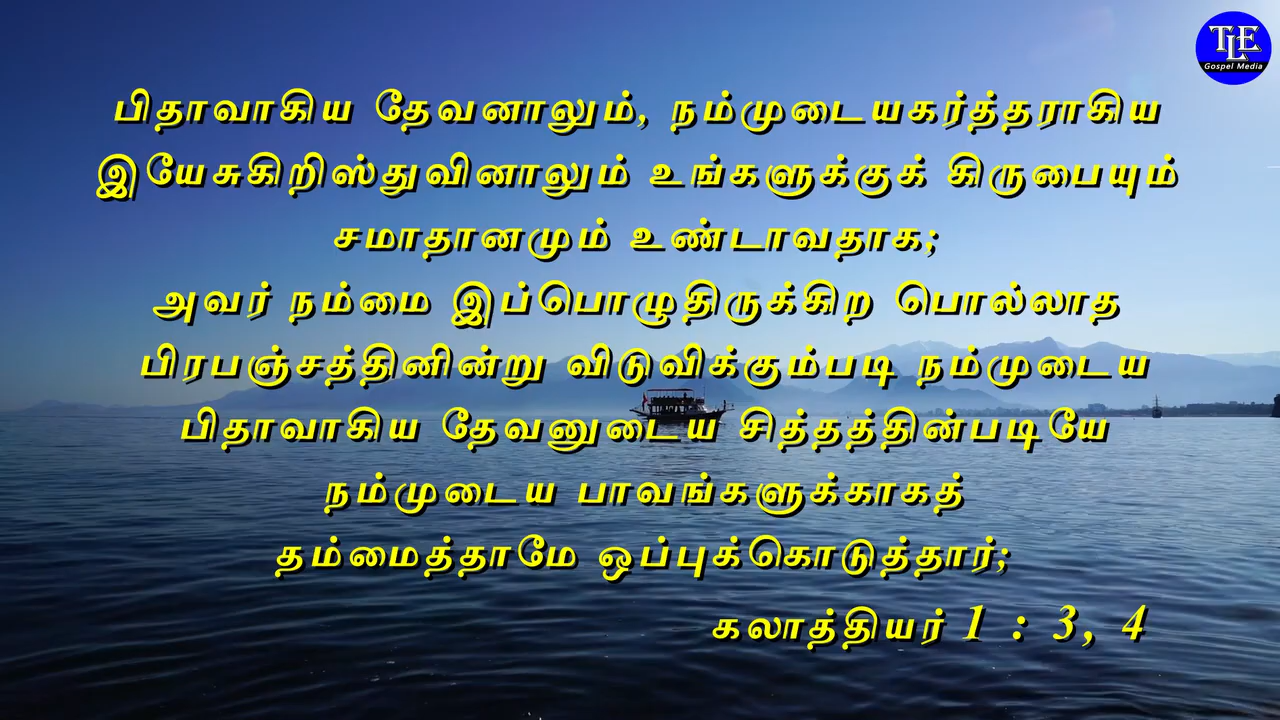 TLE
Gospel Media
பிதாவாகிய தேவனாலும், நம்முடையகர்த்தராகிய
இயேசுகிறிஸ்துவினாலும் உங்களுக்குக் கிருபையும்
சமாதானமும் உண்டாவதாக;
அவர் நம்மை இப்பொழுதிருக்கிற பொல்லாத
பிரபஞ்சத்தினின்று விடுவிக்கும்படி நம்முடைய
பிதாவாகிய தேவனுடைய சித்தத்தின்படியே
நம்முடைய பாவங்களுக்காகத்
தம்மைத்தாமே ஒப்புக்கொடுத்தார்;
கலாத்தியர் 1 : 3, 4